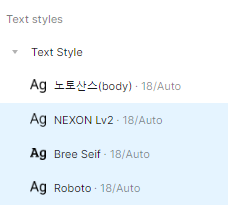 Text styles
Text Style
Ag 노토산스(body) · 18/Auto
Ag NEXON Lv2 · 18/Auto
Ag Bree Seif · 18/Auto
Ag Roboto · 18/Auto